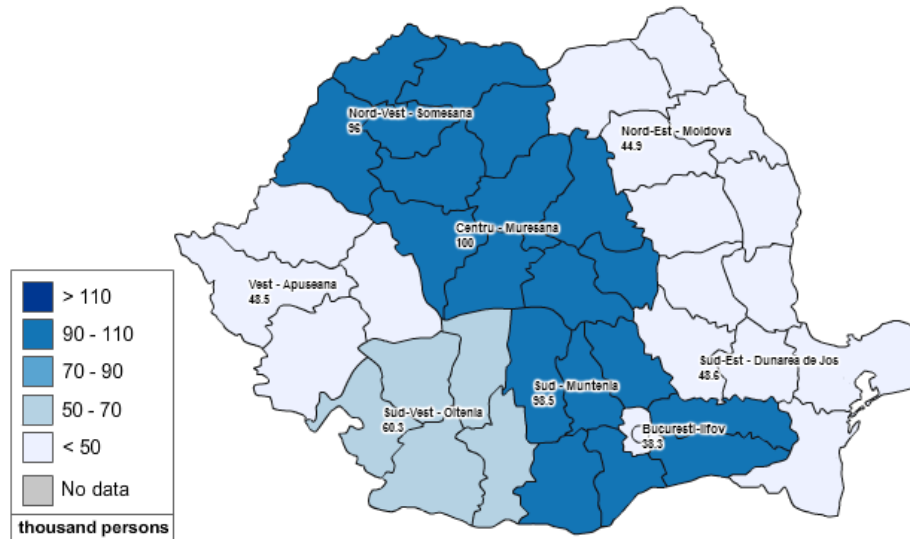 Nord-Vest - Somesana
96
Nord-Est - Moldova
44.9
Centru - Muresana
100
Vest - Apuseana
48.5
Sud-Est - Dunarea de Jos
48.6
Sud - Muntenia
98.5
Sud-Vest - Oltenia
60.3
Bucuresti-Ilfov
38.3
> 110
90 - 110
70 - 90
50 - 70
< 50
No data
thousand persons